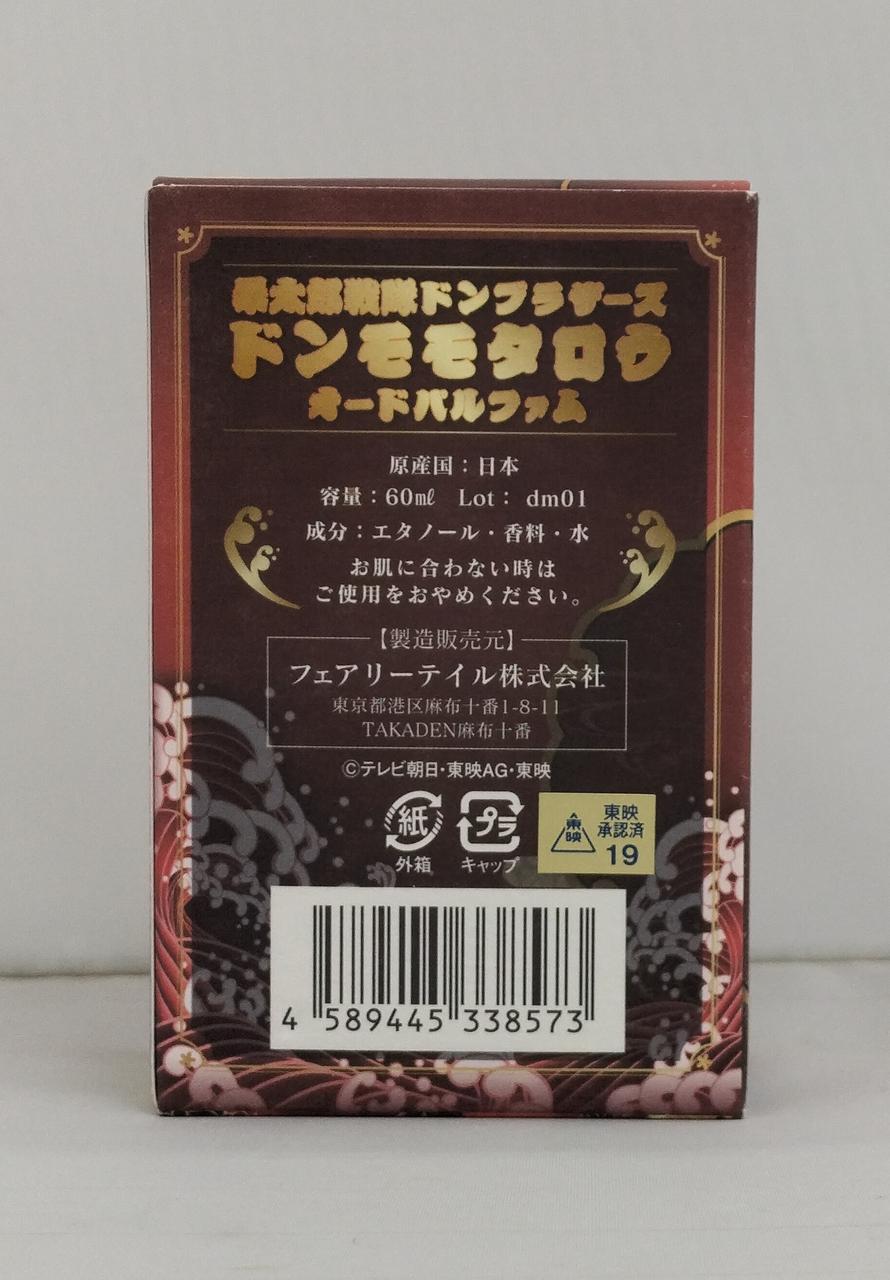 暴太郎戦隊ドンブラザーズ
ドンモモタロウ
オードパルファム
原産国：日本
容量：60㎖　Lot： dm01
成分：エタノール・香料・水
お肌に合わない時は
ご使用をおやめください。
【製造販売元】
フェアリーテイル株式会社
東京都港区麻布十番1-8-11
TAKADEN麻布十番
Ⓒテレビ朝日・東映AG・東映
紙
外箱
プラ
キャップ
東映
東映
承認済
19
4 589445 338573